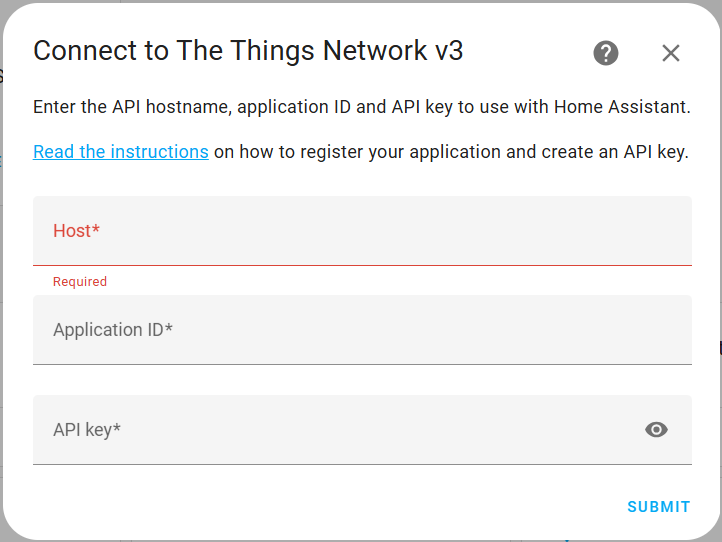 Connect to The Things Network v3
Enter the API hostname, application ID and API key to use with Home Assistant.
Read the instructions on how to register your application and create an API key.
Host*
Required
Application ID*
API key*
SUBMIT